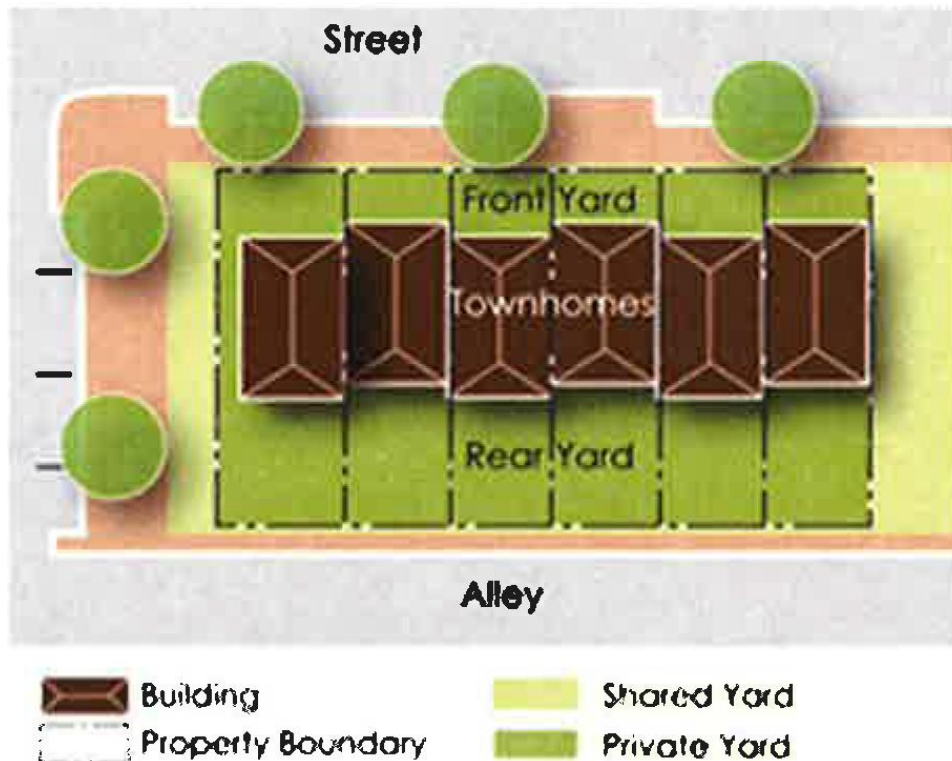 Street
Front Yard
Townhomes
Rear Yard
Alley
Building
Shared Yard
Property Boundary
Private Yard